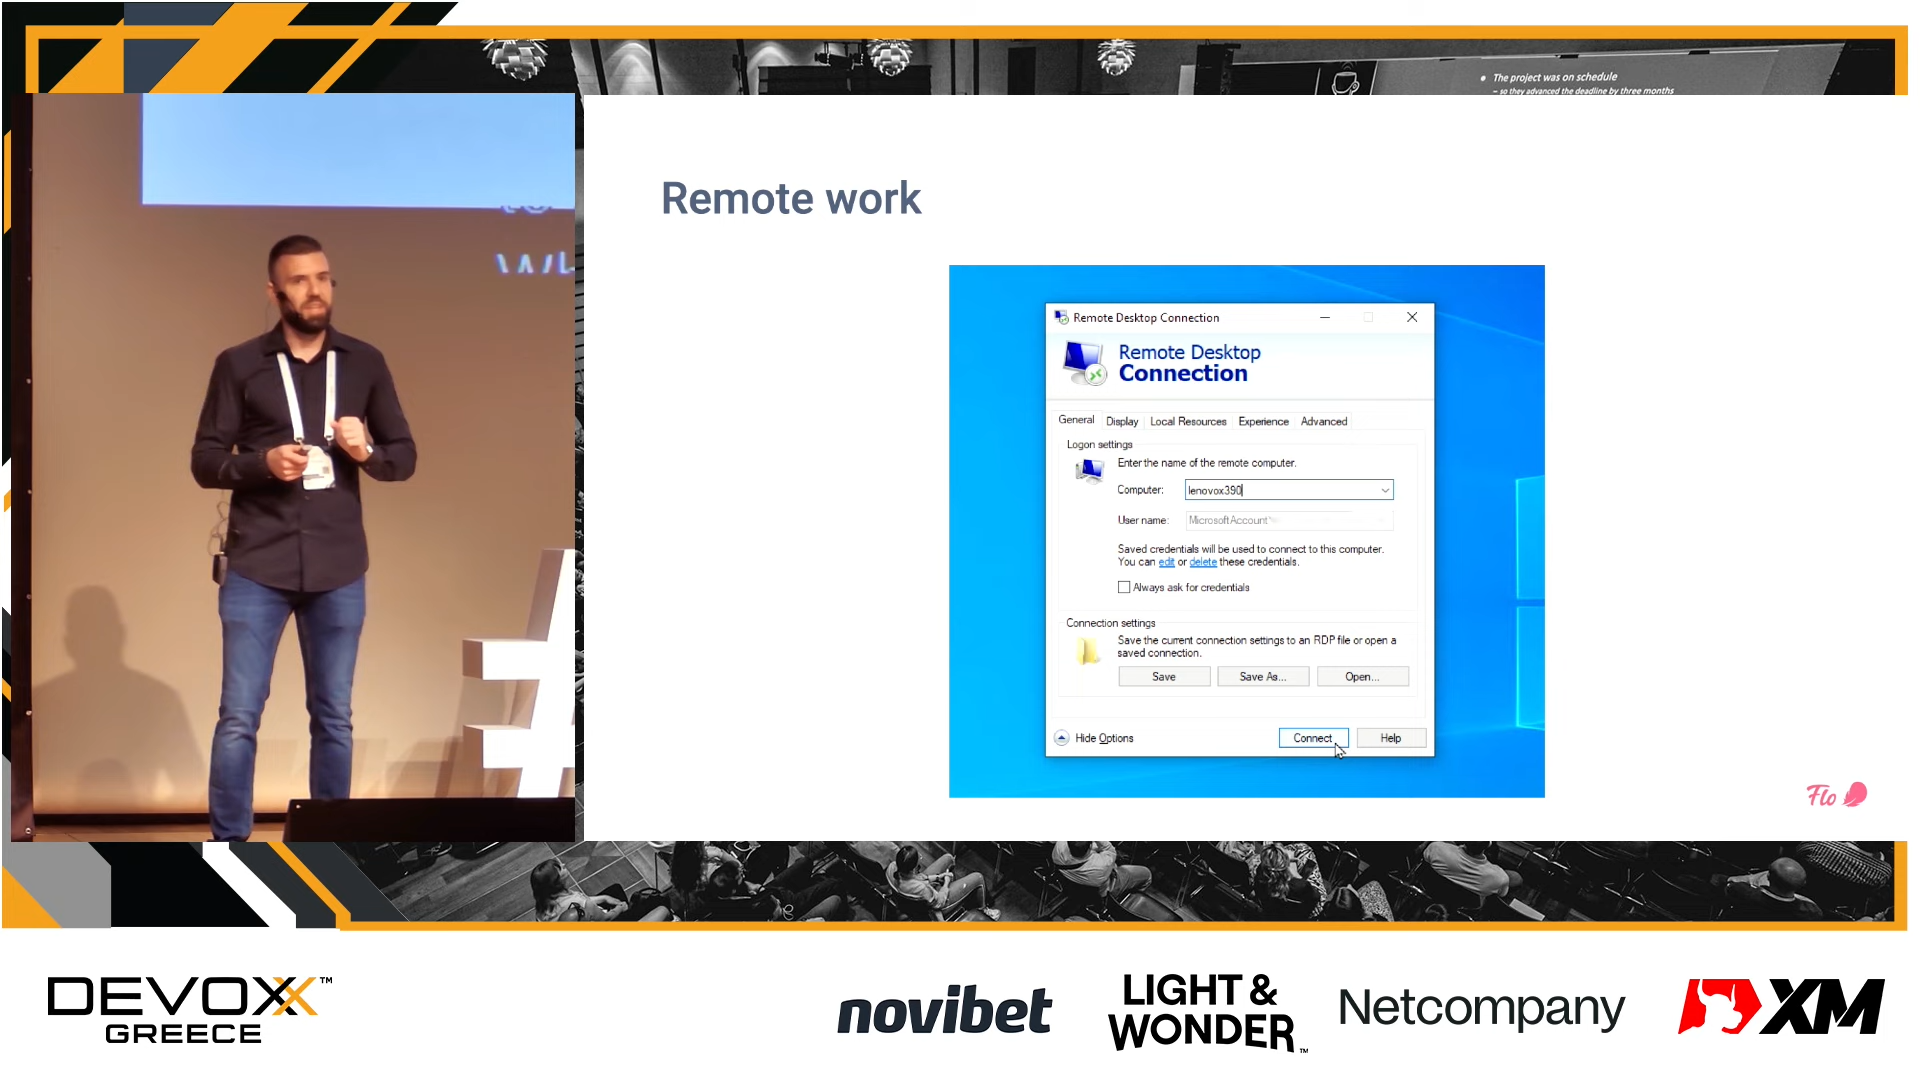 The project was on schedule
– so they advanced the deadline by three months
Remote work
Remote Desktop Connection
Remote Desktop
Connection
General Display Local Resources Experience Advanced
Logon settings
Enter the name of the remote computer.
Computer: lenovox390
User name: MicrosoftAccount
Saved credentials will be used to connect to this computer.
You can edit or delete these credentials.
Always ask for credentials
Connection settings
Save the current connection settings to an RDP file or open a
saved connection.
Save Save As... Open...
Hide Options Connect Help
Flo
DEVOXX™
GREECE
novibet
LIGHT &
WONDER™
Netcompany
XM